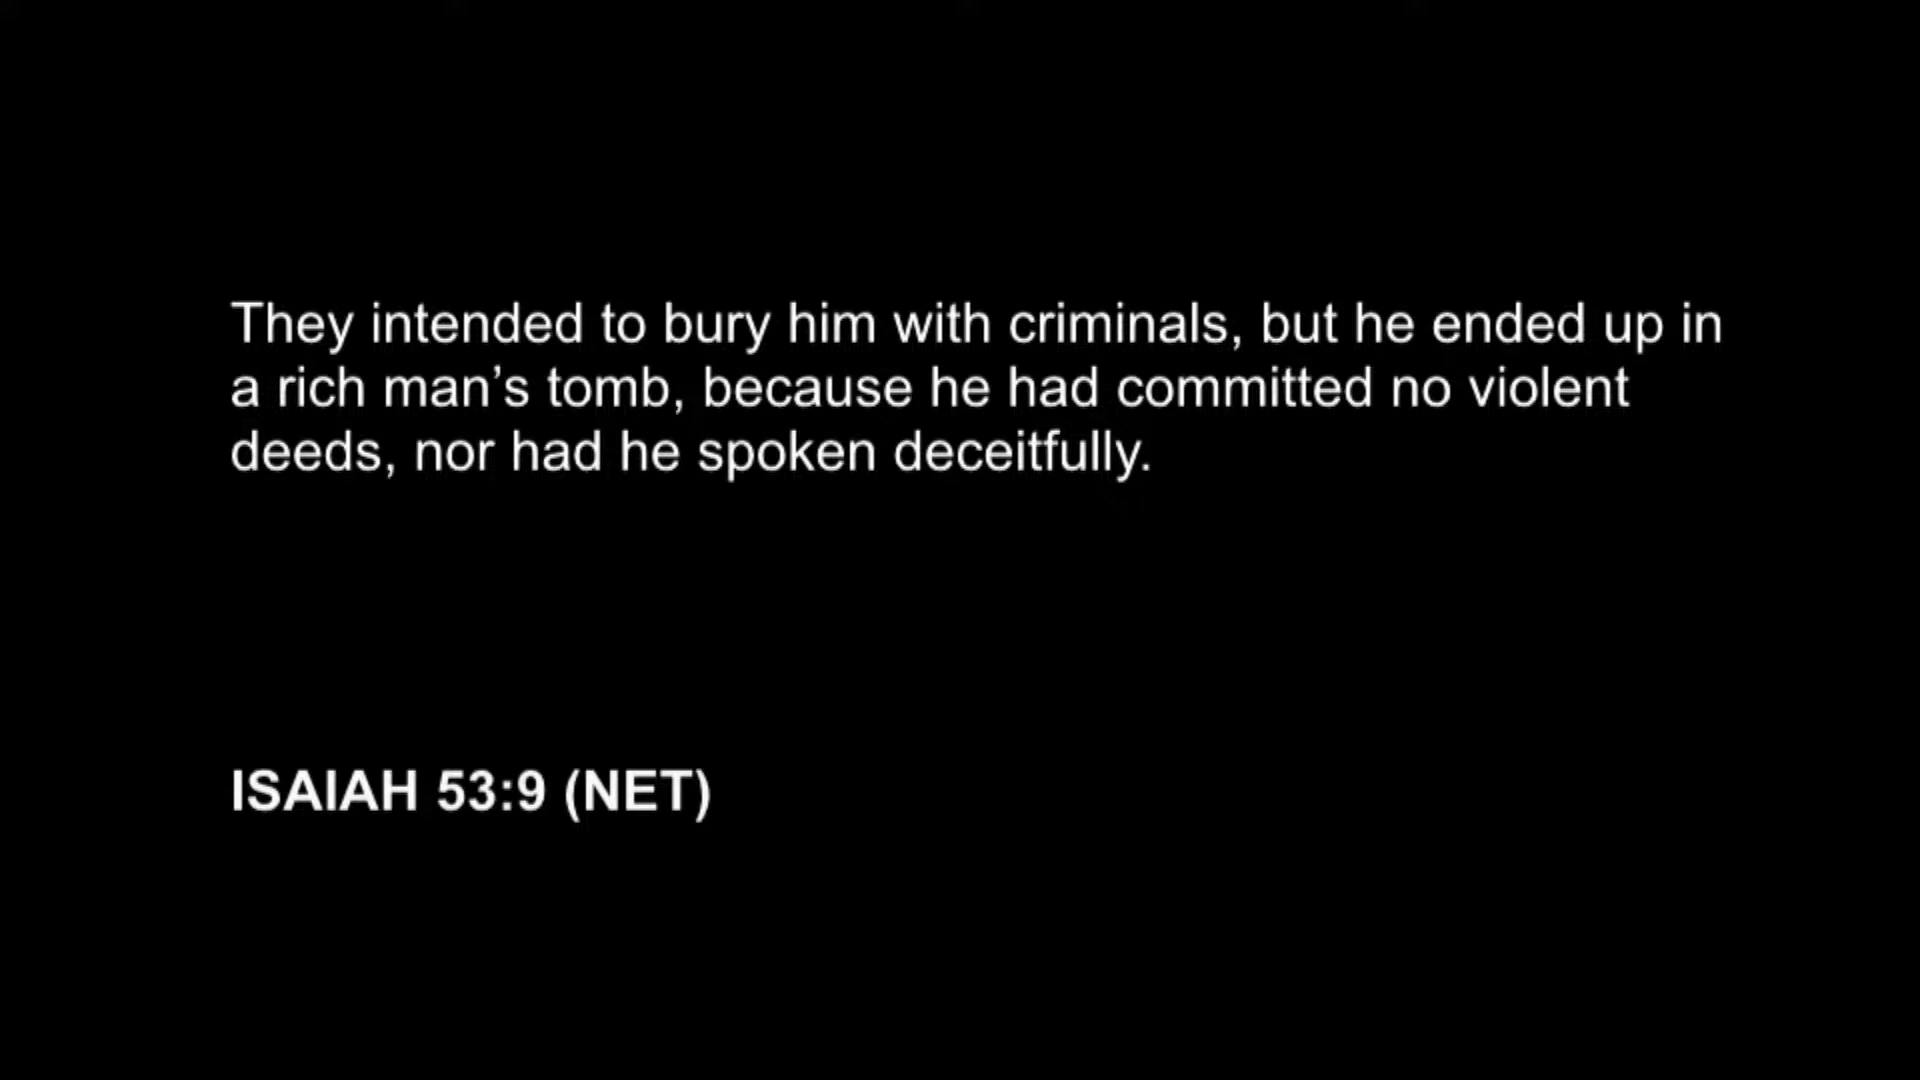 They intended to bury him with criminals, but he ended up in
a rich man’s tomb, because he had committed no violent
deeds, nor had he spoken deceitfully.
ISAIAH 53:9 (NET)